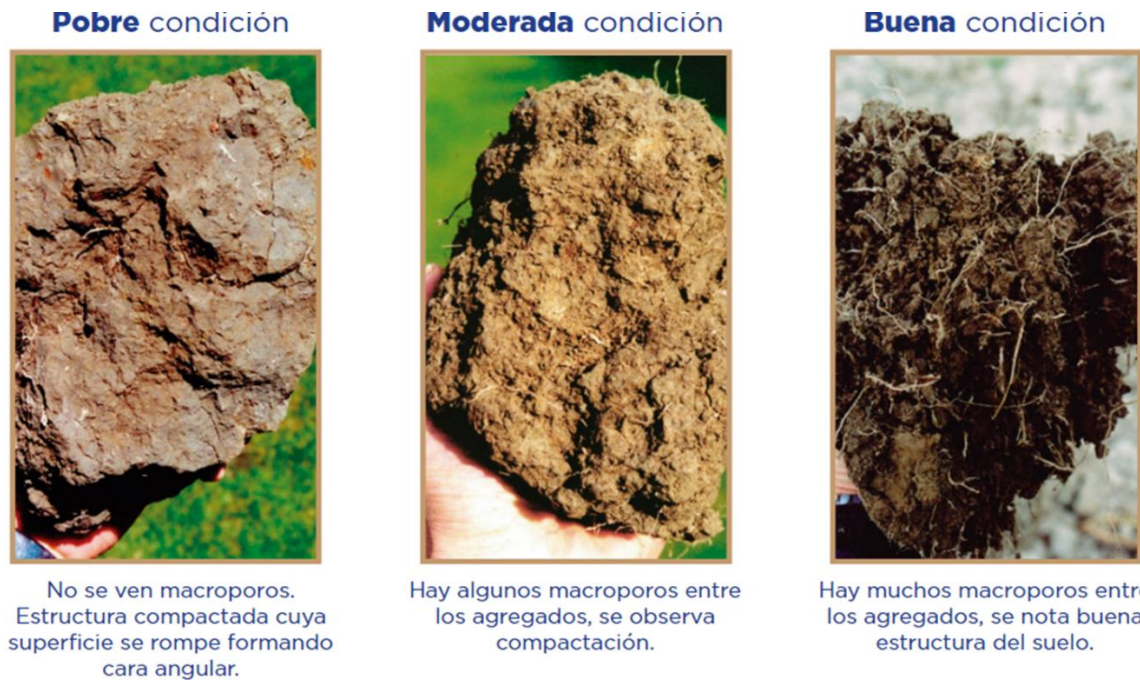 Pobre condición
No se ven macroporos.
Estructura compactada cuya
superficie se rompe formando
cara angular.
Moderada condición
Hay algunos macroporos entre
los agregados, se observa
compactación.
Buena condición
Hay muchos macroporos entre
los agregados, se nota buena
estructura del suelo.